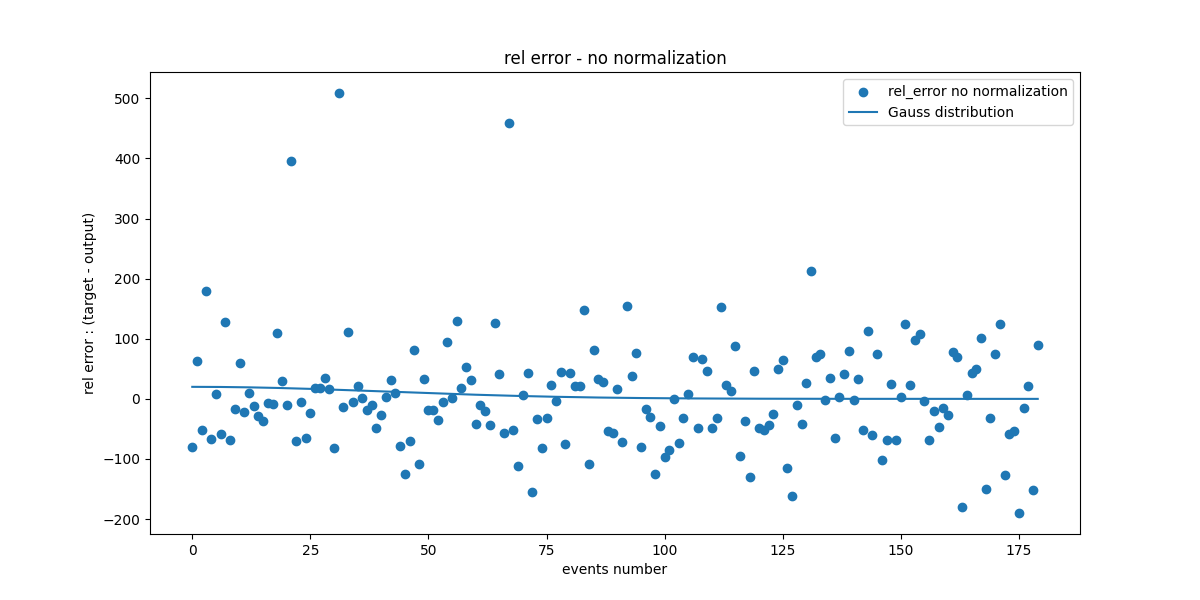 rel error - no normalization
rel_error no normalization
Gauss distribution
rel error : (target - output)
500
400
300
200
100
0
−100
−200
0 25 50 75 100 125 150 175
events number